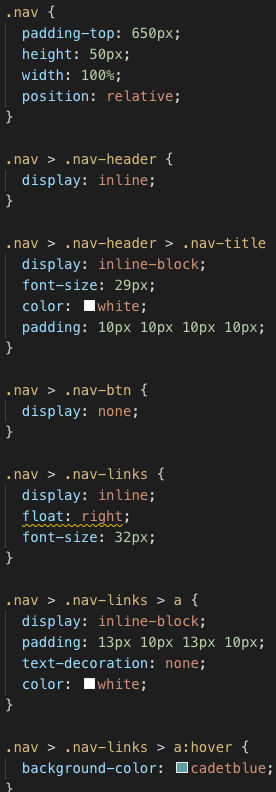 .nav {
  padding-top: 650px;
  height: 50px;
  width: 100%;
  position: relative;
}

.nav > .nav-header {
  display: inline;
}

.nav > .nav-header > .nav-title
  display: inline-block;
  font-size: 29px;
  color: white;
  padding: 10px 10px 10px 10px;
}

.nav > .nav-btn {
  display: none;
}

.nav > .nav-links {
  display: inline;
  float: right;
  font-size: 32px;
}

.nav > .nav-links > a {
  display: inline-block;
  padding: 13px 10px 13px 10px;
  text-decoration: none;
  color: white;
}

.nav > .nav-links > a:hover {
  background-color: cadetblue;
}